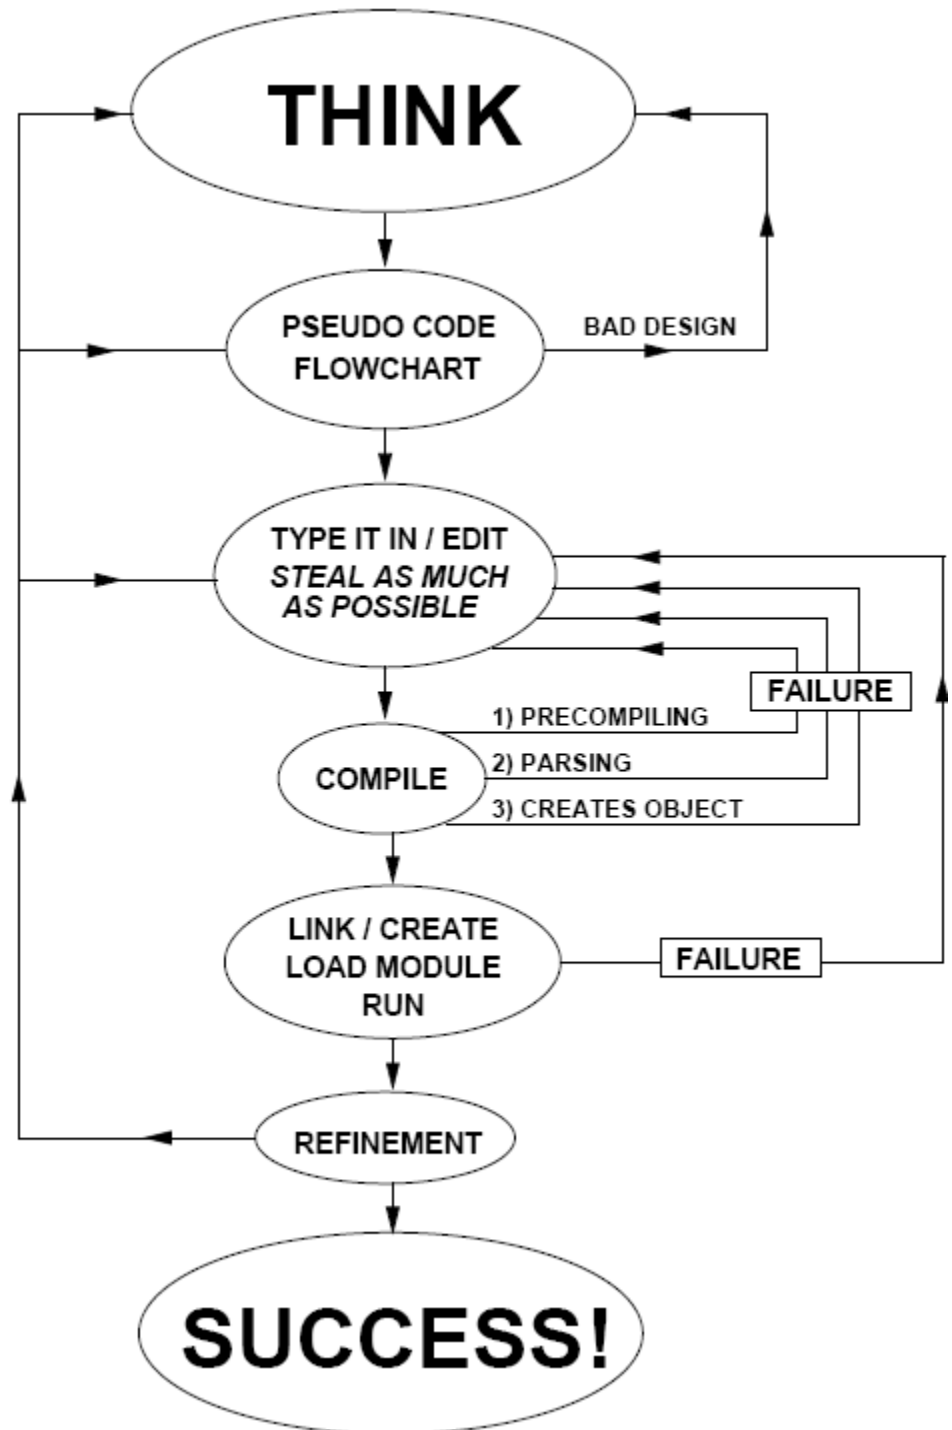 THINK
PSEUDO CODE
FLOWCHART
BAD DESIGN
TYPE IT IN / EDIT
STEAL AS MUCH
AS POSSIBLE
FAILURE
1) PRECOMPILING
COMPILE
2) PARSING
3) CREATES OBJECT
LINK / CREATE
LOAD MODULE
RUN
FAILURE
REFINEMENT
SUCCESS!